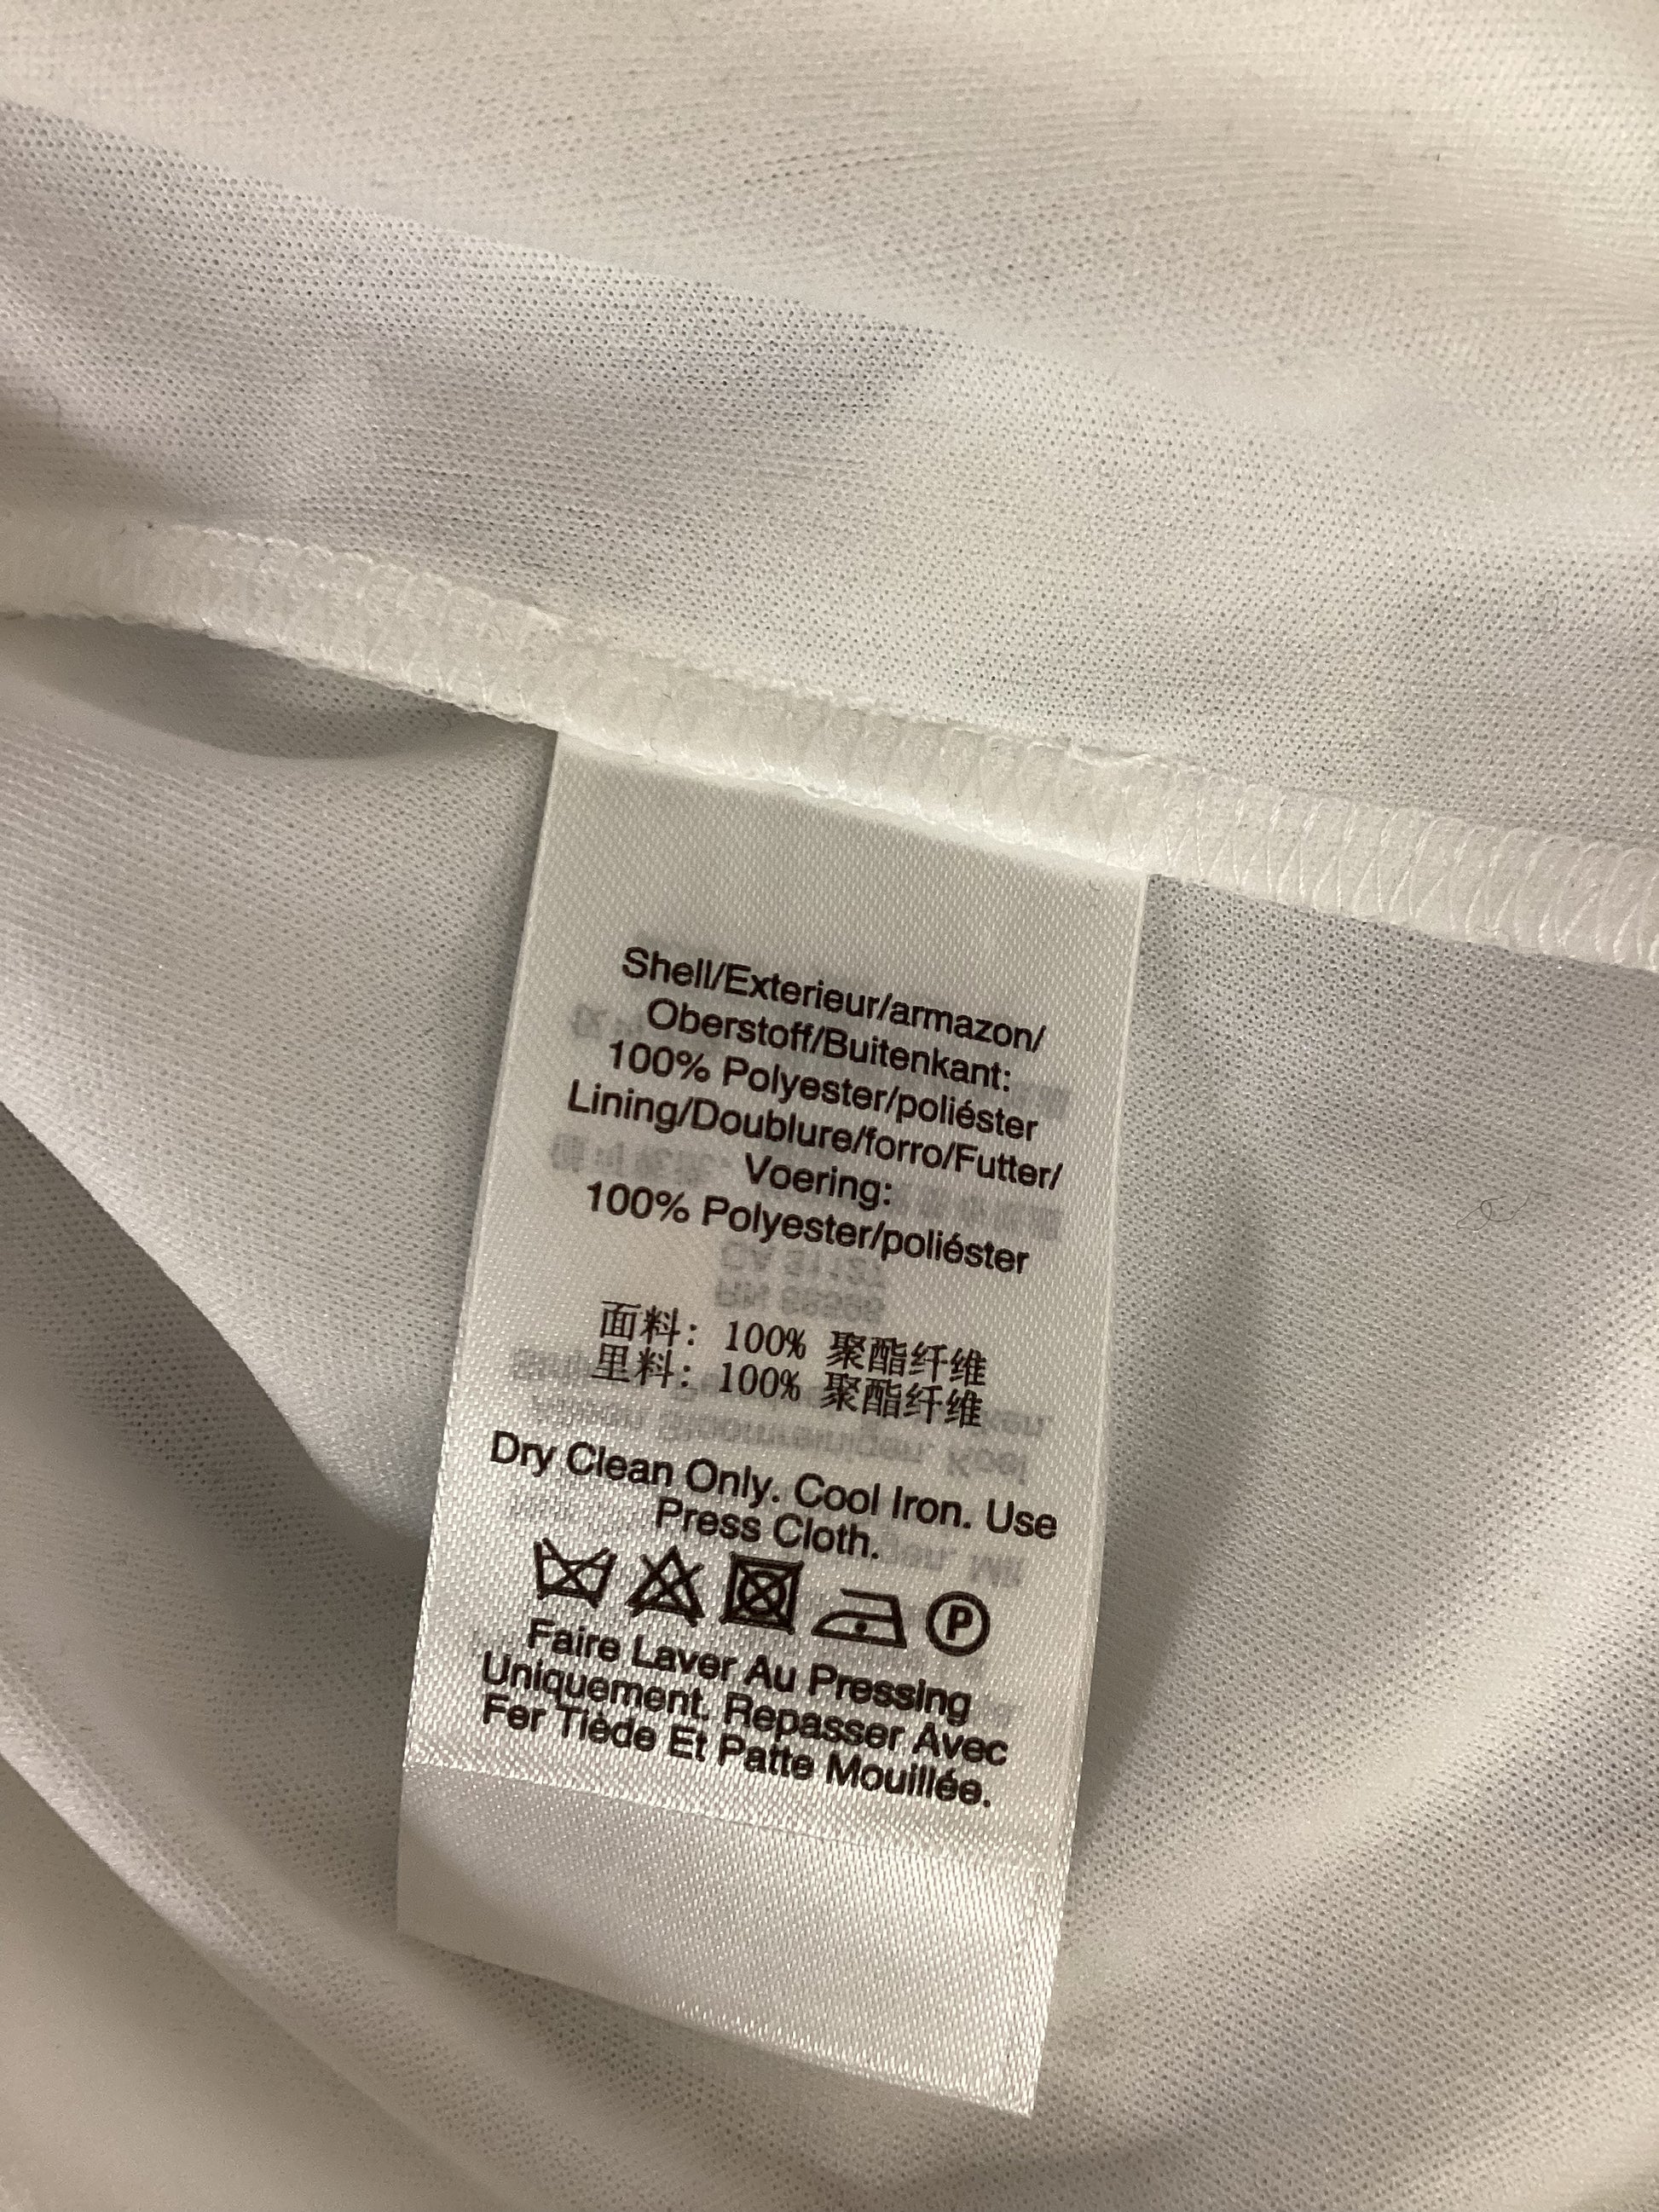 Shell/Exterieur/armazon/
Oberstoff/Buitenkant:
100% Polyester/poliéster
Lining/Doublure/forro/Futter/
Voering:
100% Polyester/poliéster
面料: 100% 聚酯纤维
里料: 100% 聚酯纤维
Dry Clean Only. Cool Iron. Use
Press Cloth.
P
Faire Laver Au Pressing
Uniquement. Repasser Avec
Fer Tiède Et Patte Mouillée.